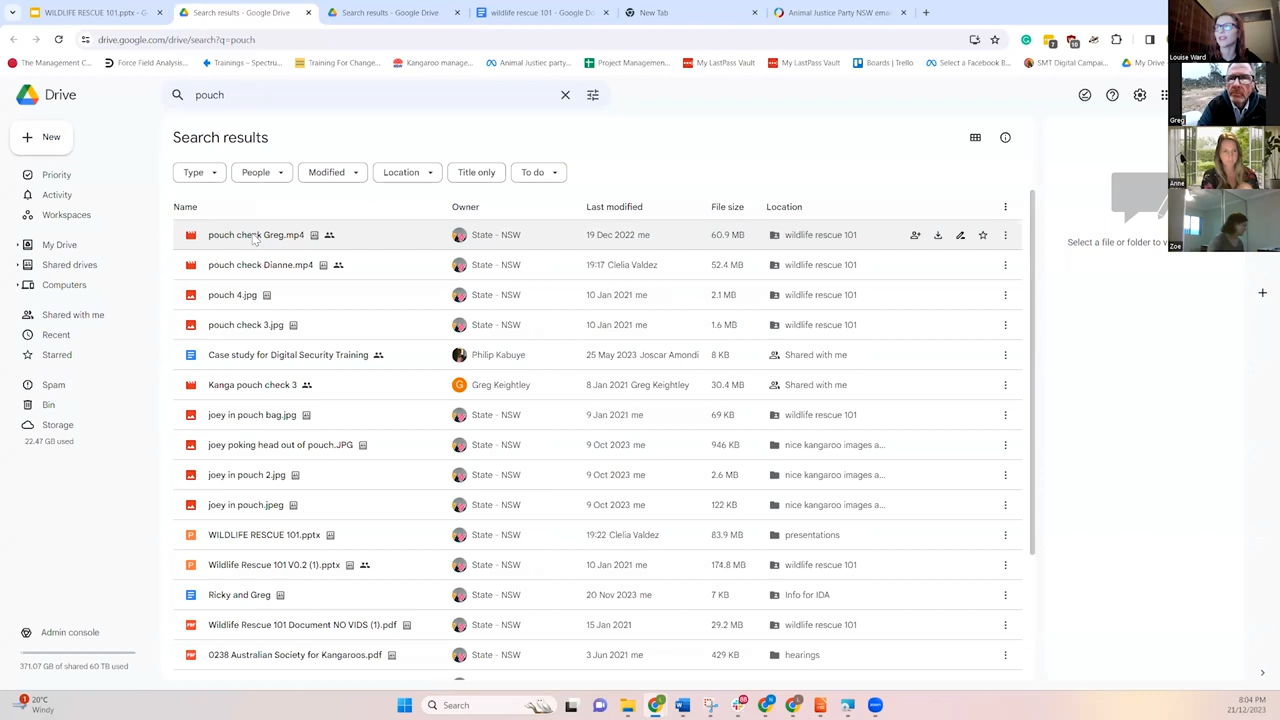 WILDLIFE RESCUE 101.pptx - G
Search results - Google Drive
Search results - Google Drive
wildlife rescue 101 - Google Do
New Tab
Animal Justice Party NSW ema
drive.google.com/drive/search?q=pouch
7
10
The Management C...
Force Field Analysis...
Trainings – Spectru...
Training For Change...
Kangaroo manage...
Animal Justice party...
Project Managemen...
My LastPass Vault
My LastPass Vault
Boards | Trello
Select a Facebook B...
SMT Digital Campai...
My Drive
Louise Ward
Greg
Anne
Zoe
Drive
pouch
New
Priority
Activity
Workspaces
My Drive
Shared drives
Computers
Shared with me
Recent
Starred
Spam
Bin
Storage
22.47 GB used
Admin console
371.07 GB of shared 60 TB used
Search results
Type
People
Modified
Location
Title only
To do
Name Owner Last modified File size Location
pouch check Greg.mp4 State - NSW 19 Dec 2022 me 60.9 MB wildlife rescue 101
pouch check Dianne.mp4 State - NSW 19:17 Clelia Valdez 52.4 MB wildlife rescue 101
pouch 4.jpg State - NSW 10 Jan 2021 me 2.1 MB wildlife rescue 101
pouch check 3.jpg State - NSW 10 Jan 2021 me 1.6 MB wildlife rescue 101
Case study for Digital Security Training Philip Kabuye 25 May 2023 Joscar Amondi 8 KB Shared with me
Kanga pouch check 3 G Greg Keightley 8 Jan 2021 Greg Keightley 30.4 MB Shared with me
joey in pouch bag.jpg State - NSW 9 Jan 2021 me 69 KB wildlife rescue 101
joey poking head out of pouch.JPG State - NSW 9 Oct 2023 me 946 KB nice kangaroo images a...
joey in pouch 2.jpg State - NSW 9 Oct 2023 me 2.6 MB nice kangaroo images a...
joey in pouch.jpeg State - NSW 9 Oct 2023 me 122 KB nice kangaroo images a...
WILDLIFE RESCUE 101.pptx State - NSW 19:22 Clelia Valdez 83.9 MB presentations
Wildlife Rescue 101 V0.2 (1).pptx State - NSW 10 Jan 2021 me 174.8 MB wildlife rescue 101
Ricky and Greg State - NSW 20 Nov 2023 me 7 KB Info for IDA
Wildlife Rescue 101 Document NO VIDS (1).pdf State - NSW 15 Jan 2021 29.2 MB wildlife rescue 101
0238 Australian Society for Kangaroos.pdf State - NSW 3 Jun 2021 me 429 KB hearings
Select a file or folder to v
1
20°C
Windy
Search
8:04 PM
21/12/2023